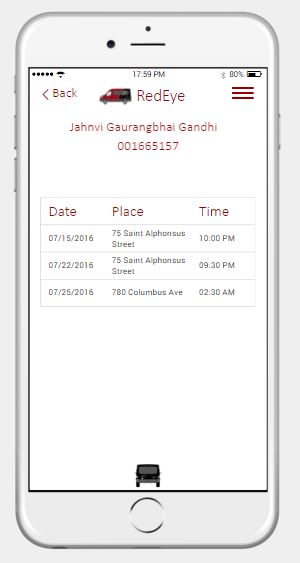 17:59 PM 80%
Back RedEye
Jahnvi Gaurangbhai Gandhi
001665157
Date Place Time
07/15/2016 75 Saint Alphonsus Street 10:00 PM
07/22/2016 75 Saint Alphonsus Street 09:30 PM
07/25/2016 780 Columbus Ave 02:30 AM